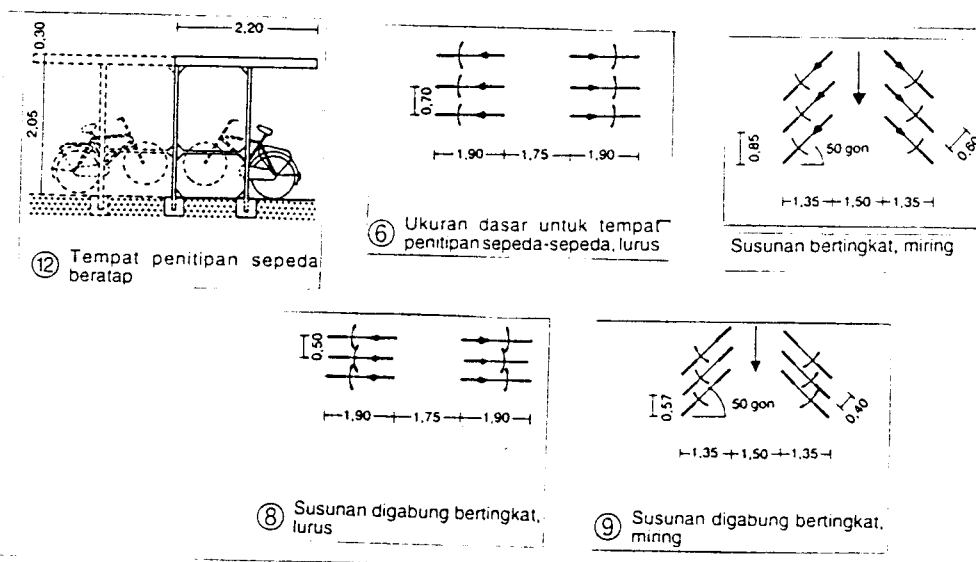 2,20
0,30
2,05
⑫ Tempat penitipan sepeda
beratap
0,70
1,90 1,75 1,90
⑥ Ukuran dasar untuk tempat
penitipan sepeda-sepeda, lurus
0,85
50 gon
0,60
1,35 1,50 1,35
Susunan bertingkat, miring
0,50
1,90 1,75 1,90
⑧ Susunan digabung bertingkat,
lurus
0,57
50 gon
0,40
1,35 1,50 1,35
⑨ Susunan digabung bertingkat,
miring